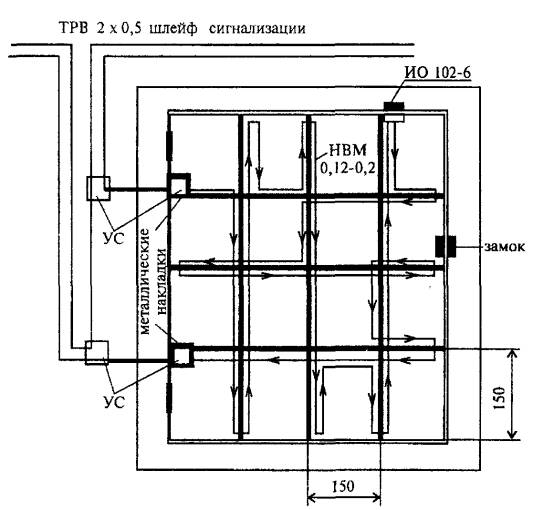 ТРВ 2 х 0,5 шлейф сигнализации
ИО 102-6
НВМ
0,12-0,2
УС
замок
металлические
накладки
УС
150
150